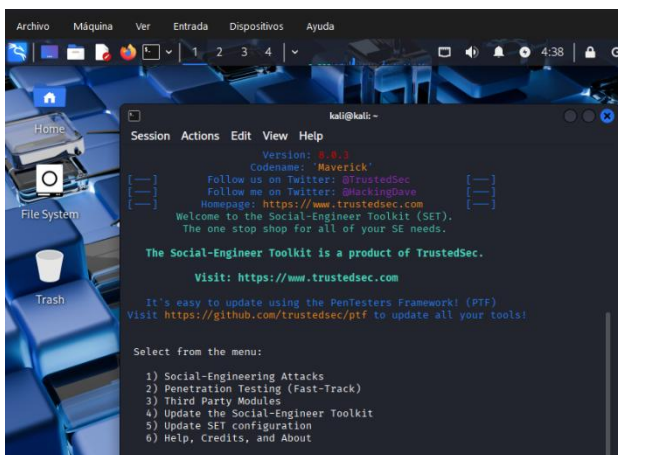 Archivo Máquina Ver Entrada Dispositivos Ayuda
1 2 3 4 4:38
kali@kali: ~
Session Actions Edit View Help
Version: 8.0.3
Codename: 'Maverick'
[---] Follow us on Twitter: @TrustedSec [---]
[---] Follow me on Twitter: @HackingDave [---]
[---] Homepage: https://www.trustedsec.com [---]
Welcome to the Social-Engineer Toolkit (SET).
The one stop shop for all of your SE needs.
The Social-Engineer Toolkit is a product of TrustedSec.
Visit: https://www.trustedsec.com
It's easy to update using the PenTesters Framework! (PTF)
Visit https://github.com/trustedsec/ptf to update all your tools!
Select from the menu:
1) Social-Engineering Attacks
2) Penetration Testing (Fast-Track)
3) Third Party Modules
4) Update the Social-Engineer Toolkit
5) Update SET configuration
6) Help, Credits, and About
Home
File System
Trash